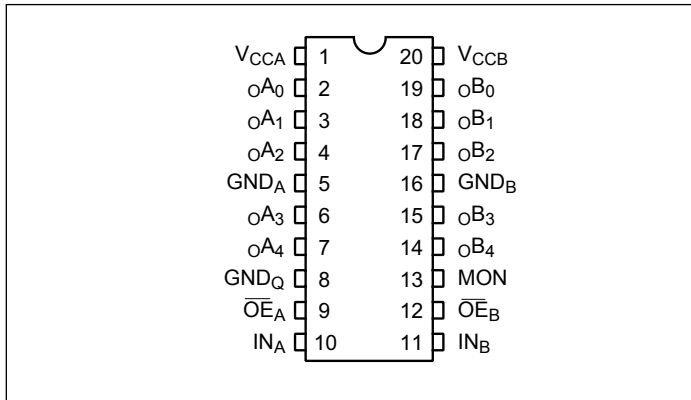 VCCA 1 20 VCCB
OA0 2 19 OB0
OA1 3 18 OB1
OA2 4 17 OB2
GNDA 5 16 GNDB
OA3 6 15 OB3
OA4 7 14 OB4
GNDQ 8 13 MON
O̅E̅A 9 12 O̅E̅B
INA 10 11 INB